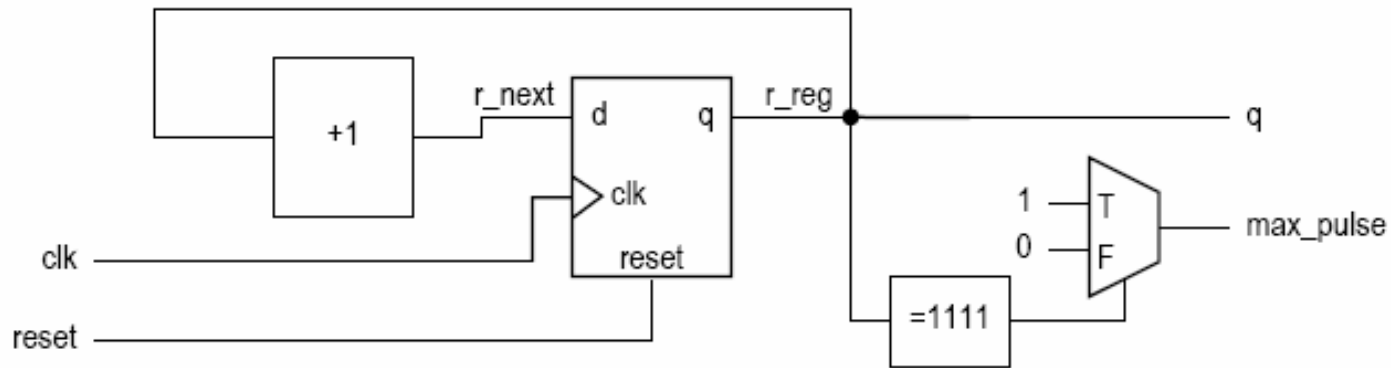 r_next
r_reg
d
q
q
+1
clk
1
T
max_pulse
0
F
clk
reset
=1111
reset